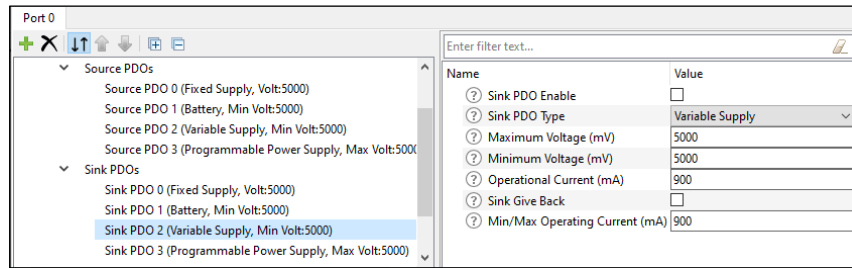 Port 0
Source PDOs
Source PDO 0 (Fixed Supply, Volt:5000)
Source PDO 1 (Battery, Min Volt:5000)
Source PDO 2 (Variable Supply, Min Volt:5000)
Source PDO 3 (Programmable Power Supply, Max Volt:5000
Sink PDOs
Sink PDO 0 (Fixed Supply, Volt:5000)
Sink PDO 1 (Battery, Min Volt:5000)
Sink PDO 2 (Variable Supply, Min Volt:5000)
Sink PDO 3 (Programmable Power Supply, Max Volt:5000)
Enter filter text...
Name Value
Sink PDO Enable
Sink PDO Type Variable Supply
Maximum Voltage (mV) 5000
Minimum Voltage (mV) 5000
Operational Current (mA) 900
Sink Give Back
Min/Max Operating Current (mA) 900